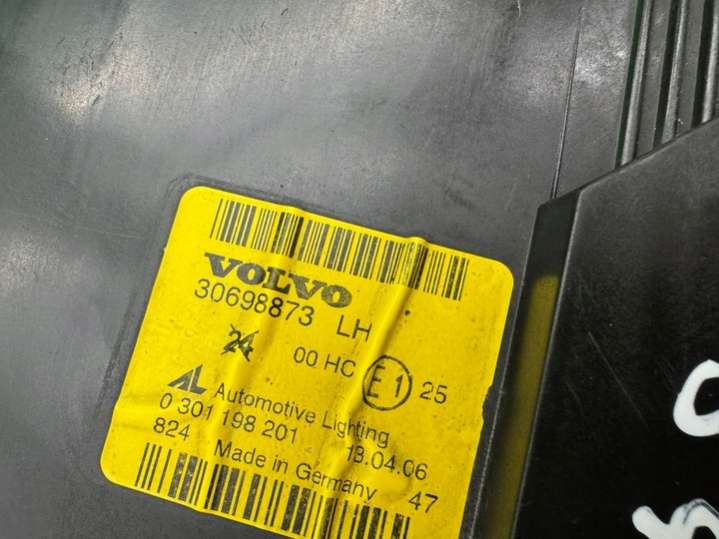 VOLVO
30698873 LH
24 00 HC E1 25
AL Automotive Lighting
0 301 198 201 13.04.06
824 Made in Germany 47